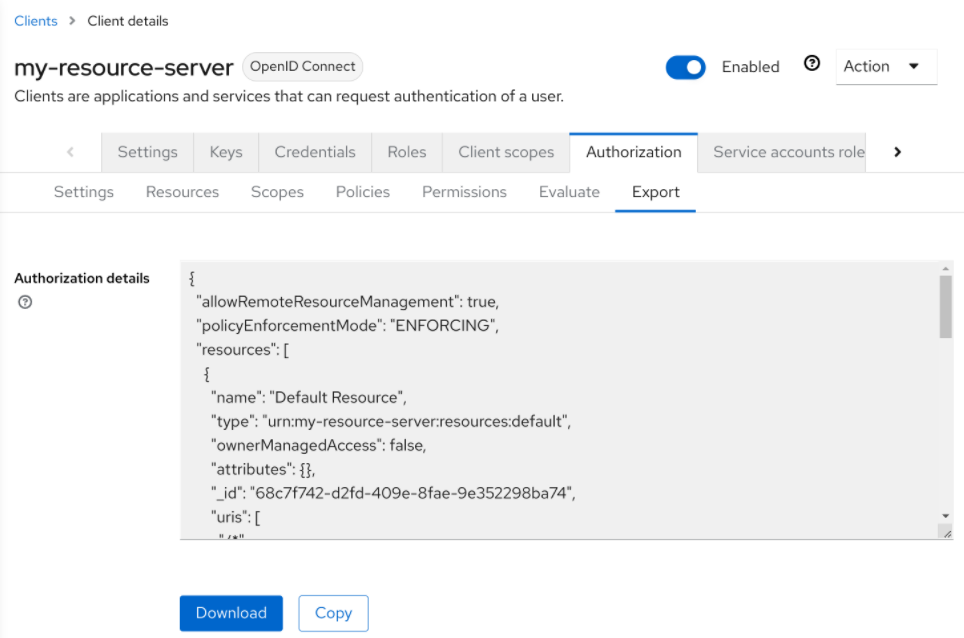 Clients > Client details
my-resource-server OpenID Connect Enabled Action
Clients are applications and services that can request authentication of a user.
Settings Keys Credentials Roles Client scopes Authorization Service accounts role
Settings Resources Scopes Policies Permissions Evaluate Export
Authorization details
{
"allowRemoteResourceManagement": true,
"policyEnforcementMode": "ENFORCING",
"resources": [
{
"name": "Default Resource",
"type": "urn:my-resource-server:resources:default",
"ownerManagedAccess": false,
"attributes": {},
"_id": "68c7f742-d2fd-409e-8fae-9e352298ba74",
"uris": [
"/*"
Download Copy